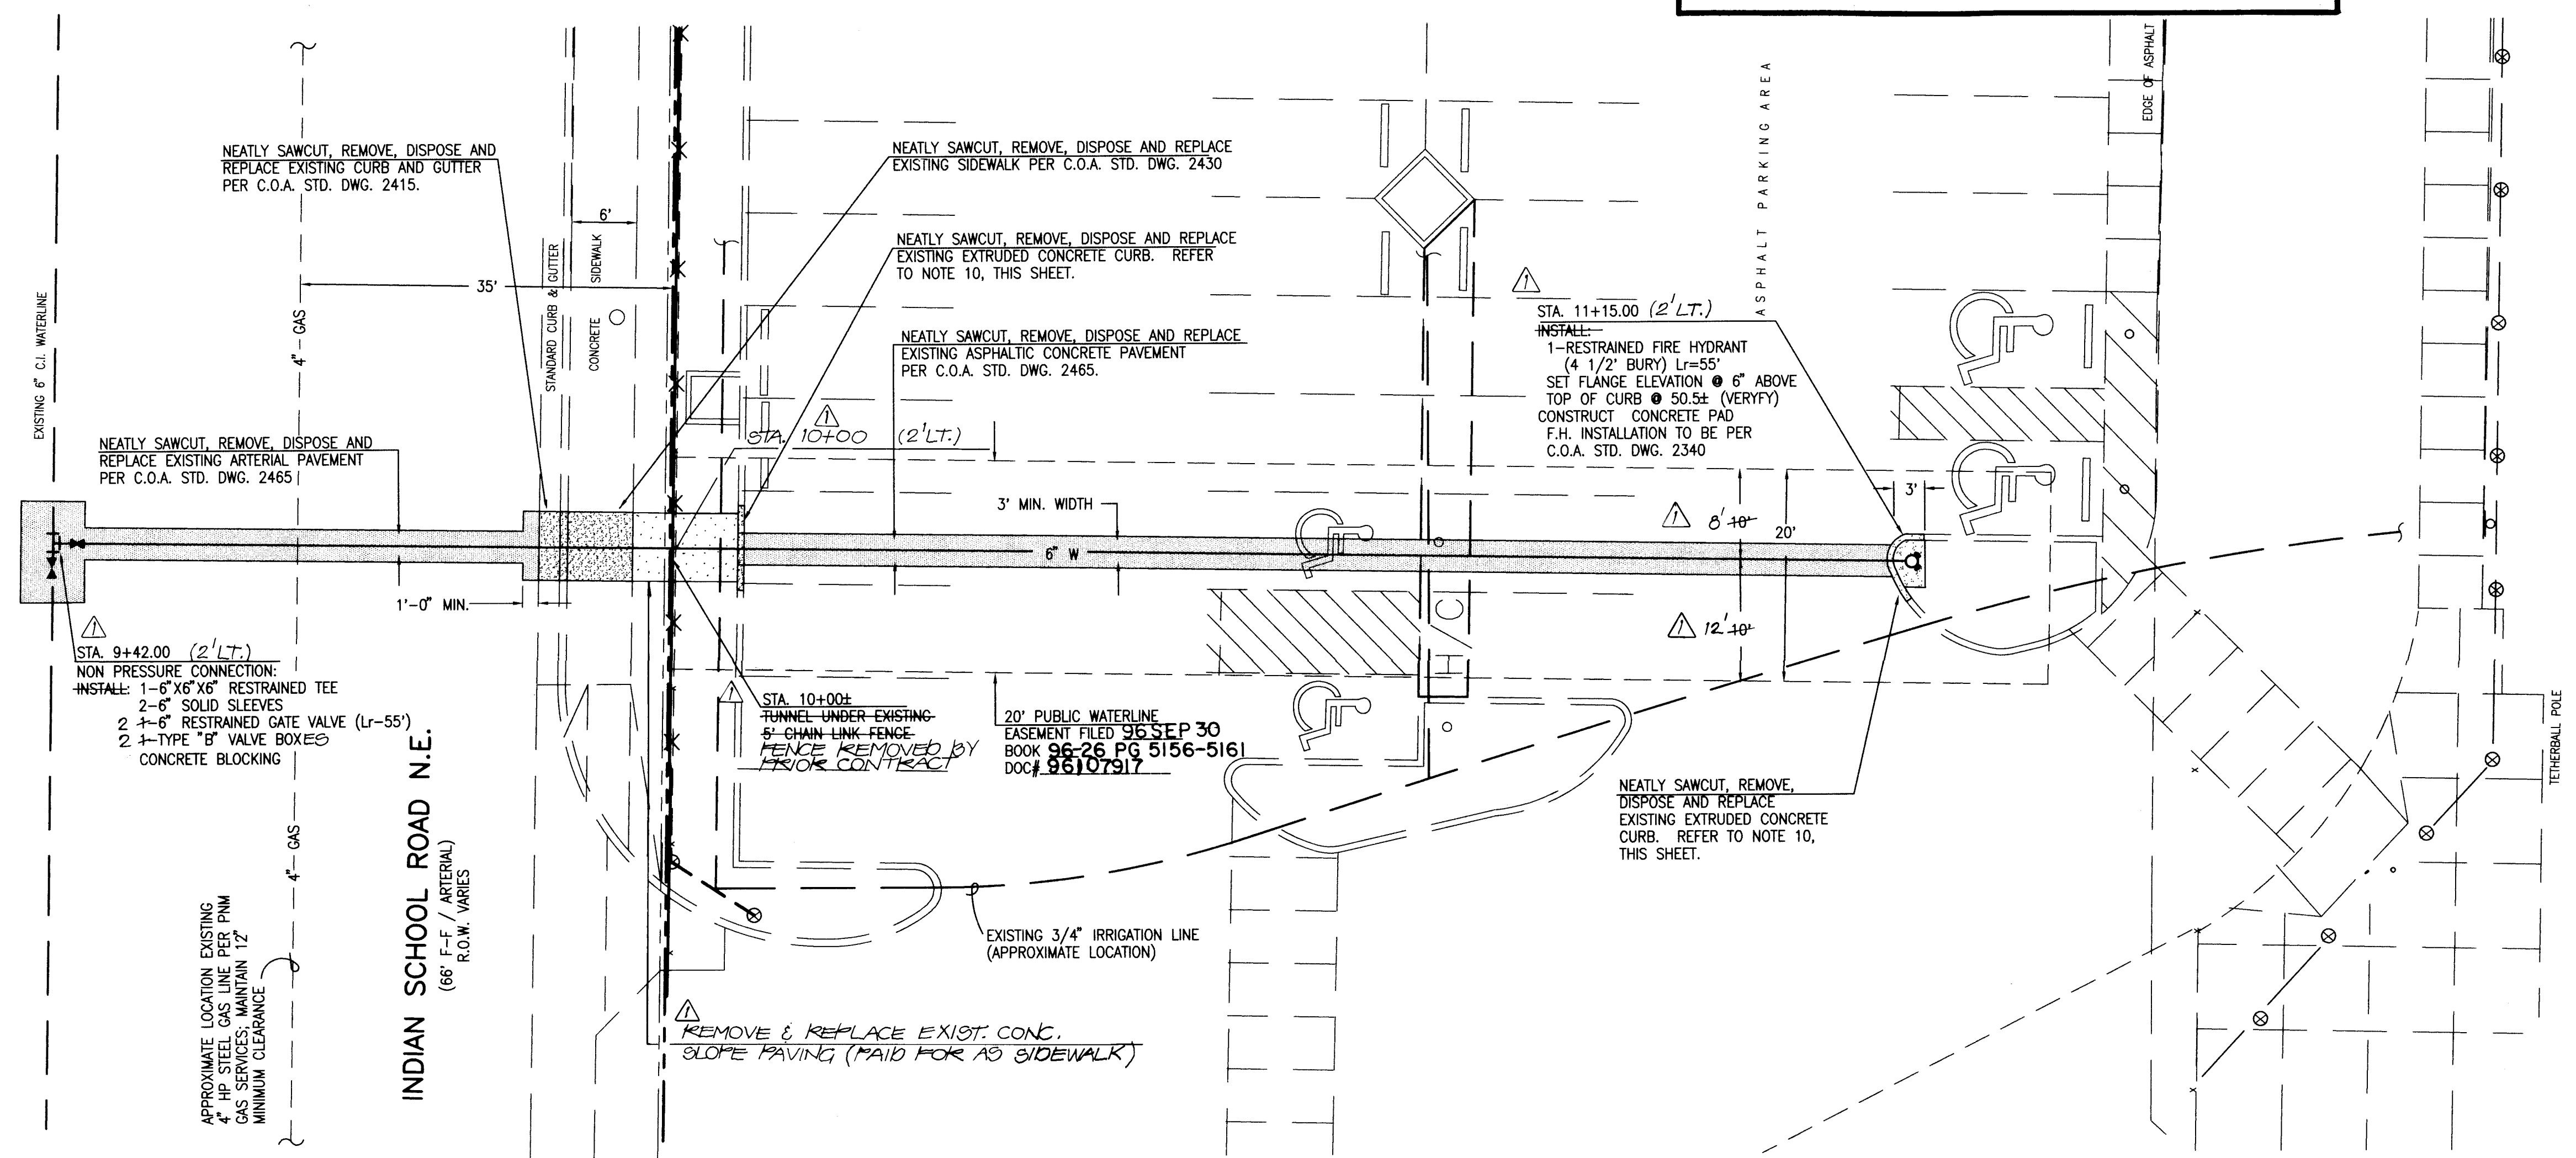 EXISTING 6" C.I. WATERLINE
4" GAS
NEATLY SAWCUT, REMOVE, DISPOSE AND
REPLACE EXISTING CURB AND GUTTER
PER C.O.A. STD. DWG. 2415.
6'
35'
STANDARD CURB & GUTTER
CONCRETE SIDEWALK
NEATLY SAWCUT, REMOVE, DISPOSE AND REPLACE
EXISTING SIDEWALK PER C.O.A. STD. DWG. 2430
NEATLY SAWCUT, REMOVE, DISPOSE AND REPLACE
EXISTING EXTRUDED CONCRETE CURB. REFER
TO NOTE 10, THIS SHEET.
NEATLY SAWCUT, REMOVE, DISPOSE AND REPLACE
EXISTING ASPHALTIC CONCRETE PAVEMENT
PER C.O.A. STD. DWG. 2465.
1
STA. 10+00 (2' LT.)
ASPHALT PARKING AREA
EDGE OF ASPHALT
1
STA. 11+15.00 (2' LT.)
INSTALL:
1-RESTRAINED FIRE HYDRANT
(4 1/2' BURY) Lr=55'
SET FLANGE ELEVATION @ 6" ABOVE
TOP OF CURB @ 50.5± (VERYFY)
CONSTRUCT CONCRETE PAD
F.H. INSTALLATION TO BE PER
C.O.A. STD. DWG. 2340
NEATLY SAWCUT, REMOVE, DISPOSE AND
REPLACE EXISTING ARTERIAL PAVEMENT
PER C.O.A. STD. DWG. 2465
3' MIN. WIDTH
6" W
3'
1 8' 10'
20'
1 12' 10'
1'-0" MIN.
1
STA. 9+42.00 (2' LT.)
NON PRESSURE CONNECTION:
INSTALL: 1-6"X6"X6" RESTRAINED TEE
2-6" SOLID SLEEVES
2 1-6" RESTRAINED GATE VALVE (Lr-55')
2 1-TYPE "B" VALVE BOXES
CONCRETE BLOCKING
1
STA. 10+00±
TUNNEL UNDER EXISTING
5' CHAIN LINK FENCE
FENCE REMOVED BY
PRIOR CONTRACT
20' PUBLIC WATERLINE
EASEMENT FILED 96 SEP 30
BOOK 96-26 PG 5156-5161
DOC# 96107917
H C
TETHERBALL POLE
NEATLY SAWCUT, REMOVE,
DISPOSE AND REPLACE
EXISTING EXTRUDED CONCRETE
CURB. REFER TO NOTE 10,
THIS SHEET.
4" GAS
APPROXIMATE LOCATION EXISTING
4" HP STEEL GAS LINE PER PNM
GAS SERVICES; MAINTAIN 12"
MINIMUM CLEARANCE
INDIAN SCHOOL ROAD N.E.
(66' F-F / ARTERIAL)
R.O.W. VARIES
EXISTING 3/4" IRRIGATION LINE
(APPROXIMATE LOCATION)
1
REMOVE & REPLACE EXIST. CONC.
SLOPE PAVING (PAID FOR AS SIDEWALK)